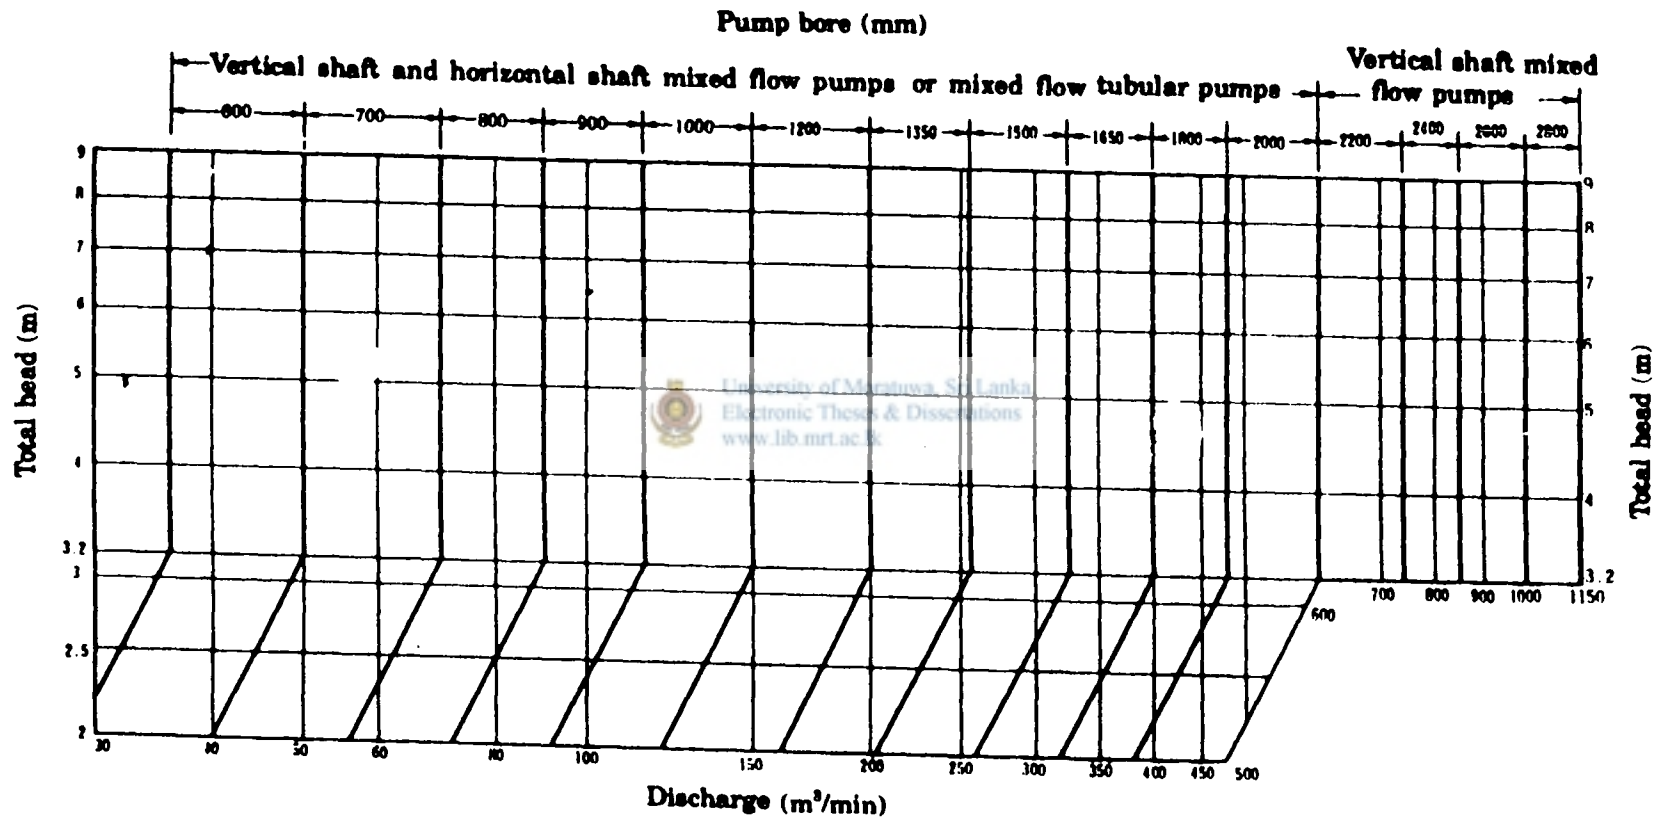 Pump bore (mm)
Vertical shaft and horizontal shaft mixed flow pumps or mixed flow tubular pumps
Vertical shaft mixed
flow pumps
600 700 800 900 1000 1200 1350 1500 1650 1800 2000 2200 2400 2600 2800
9 9
8 8
7 7
6 6
5 5
4 4
3.2 3.2
3
2.5
2
Total head (m)
Total head (m)
University of Moratuwa, Sri Lanka
Electronic Theses & Dissertations
www.lib.mrt.ac.lk
600 700 800 900 1000 1150
30 40 50 60 80 100 150 200 250 300 350 400 450 500
Discharge (m³/min)